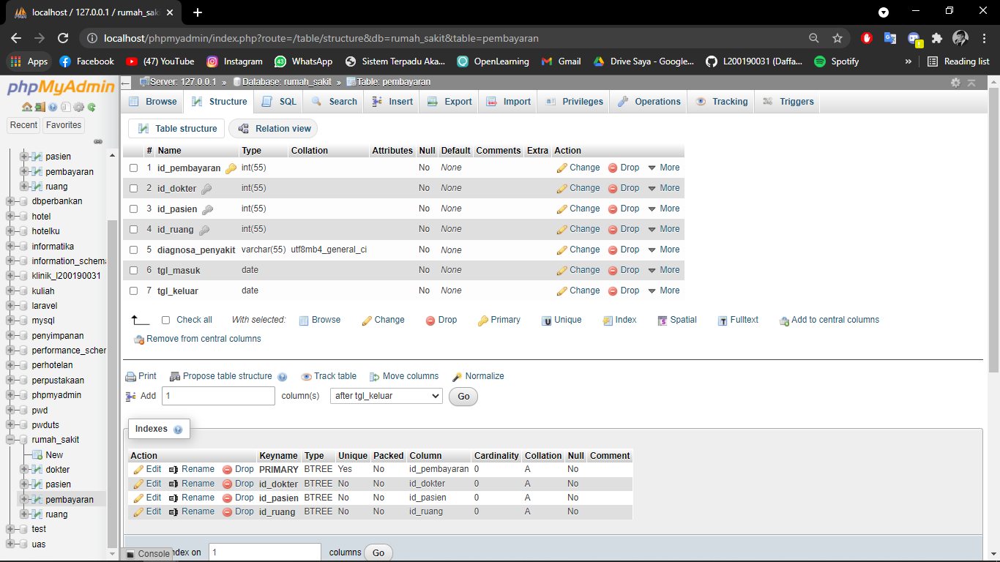 localhost / 127.0.0.1 / rumah_sak
localhost/phpmyadmin/index.php?route=/table/structure&db=rumah_sakit&table=pembayaran
Apps Facebook (47) YouTube Instagram 43 WhatsApp Sistem Terpadu Aka... OpenLearning Gmail Drive Saya - Google... L200190031 (Daffa... Spotify » Reading list
phpMyAdmin
Recent Favorites
pasien
pembayaran
ruang
dbperbankan
hotel
hotelku
informatika
information_schema
klinik_l200190031
kuliah
laravel
mysql
penyimpanan
performance_scher
perhotelan
perpustakaan
phpmyadmin
pwd
pwduts
rumah_sakit
New
dokter
pasien
pembayaran
ruang
test
uas
Server: 127.0.0.1 » Database: rumah_sakit » Table: pembayaran
Browse Structure SQL Search Insert Export Import Privileges Operations Tracking Triggers
Table structure Relation view
# Name Type Collation Attributes Null Default Comments Extra Action
1 id_pembayaran int(55) No None Change Drop More
2 id_dokter int(55) No None Change Drop More
3 id_pasien int(55) No None Change Drop More
4 id_ruang int(55) No None Change Drop More
5 diagnosa_penyakit varchar(55) utf8mb4_general_ci No None Change Drop More
6 tgl_masuk date No None Change Drop More
7 tgl_keluar date No None Change Drop More
Check all With selected: Browse Change Drop Primary Unique Index Spatial Fulltext Add to central columns
Remove from central columns
Print Propose table structure Track table Move columns Normalize
Add 1 column(s) after tgl_keluar Go
Indexes
Action Keyname Type Unique Packed Column Cardinality Collation Null Comment
Edit Rename Drop PRIMARY BTREE Yes No id_pembayaran 0 A No
Edit Rename Drop id_dokter BTREE No No id_dokter 0 A No
Edit Rename Drop id_pasien BTREE No No id_pasien 0 A No
Edit Rename Drop id_ruang BTREE No No id_ruang 0 A No
Console ndex on 1 columns Go